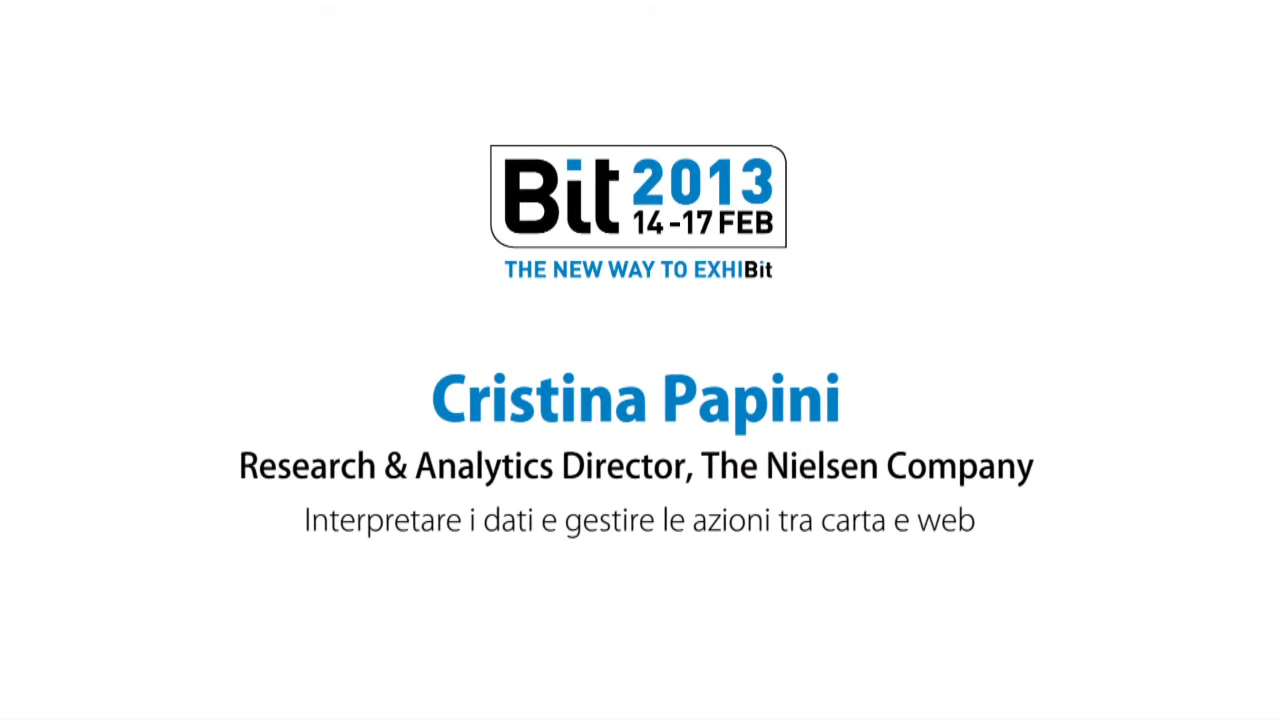 Bit 2013
14-17 FEB
THE NEW WAY TO EXHIBit
Cristina Papini
Research & Analytics Director, The Nielsen Company
Interpretare i dati e gestire le azioni tra carta e web